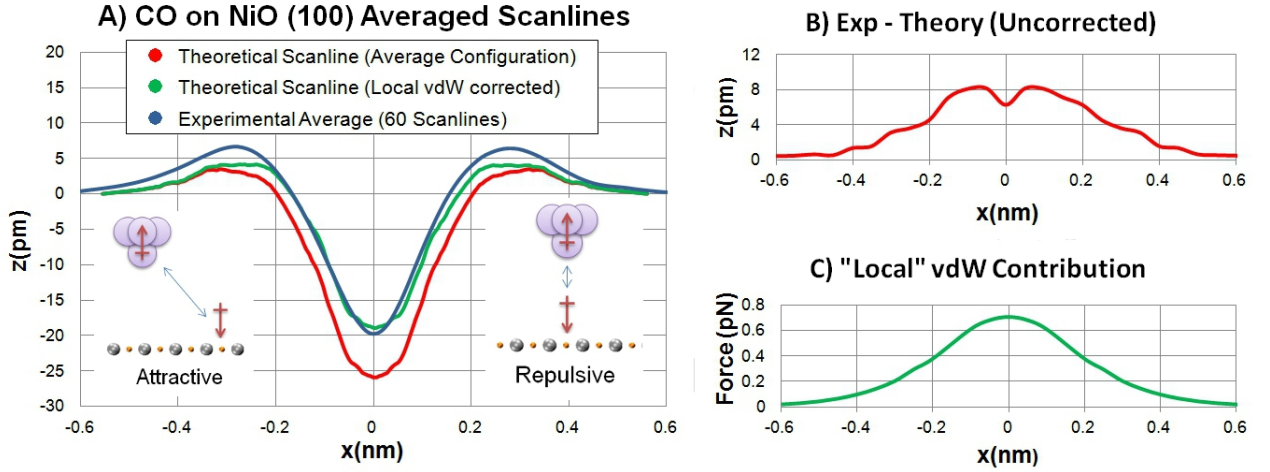 A) CO on NiO (100) Averaged Scanlines
Theoretical Scanline (Average Configuration)
Theoretical Scanline (Local vdW corrected)
Experimental Average (60 Scanlines)
z(pm)
20
15
10
5
0
-5
-10
-15
-20
-25
-30
Attractive
Repulsive
-0.6 -0.4 -0.2 0 0.2 0.4 0.6
x(nm)
B) Exp - Theory (Uncorrected)
z(pm)
12
8
4
0
-0.6 -0.4 -0.2 0 0.2 0.4 0.6
x(nm)
C) "Local" vdW Contribution
Force (pN)
0.8
0.6
0.4
0.2
0
-0.6 -0.4 -0.2 0 0.2 0.4 0.6
x(nm)